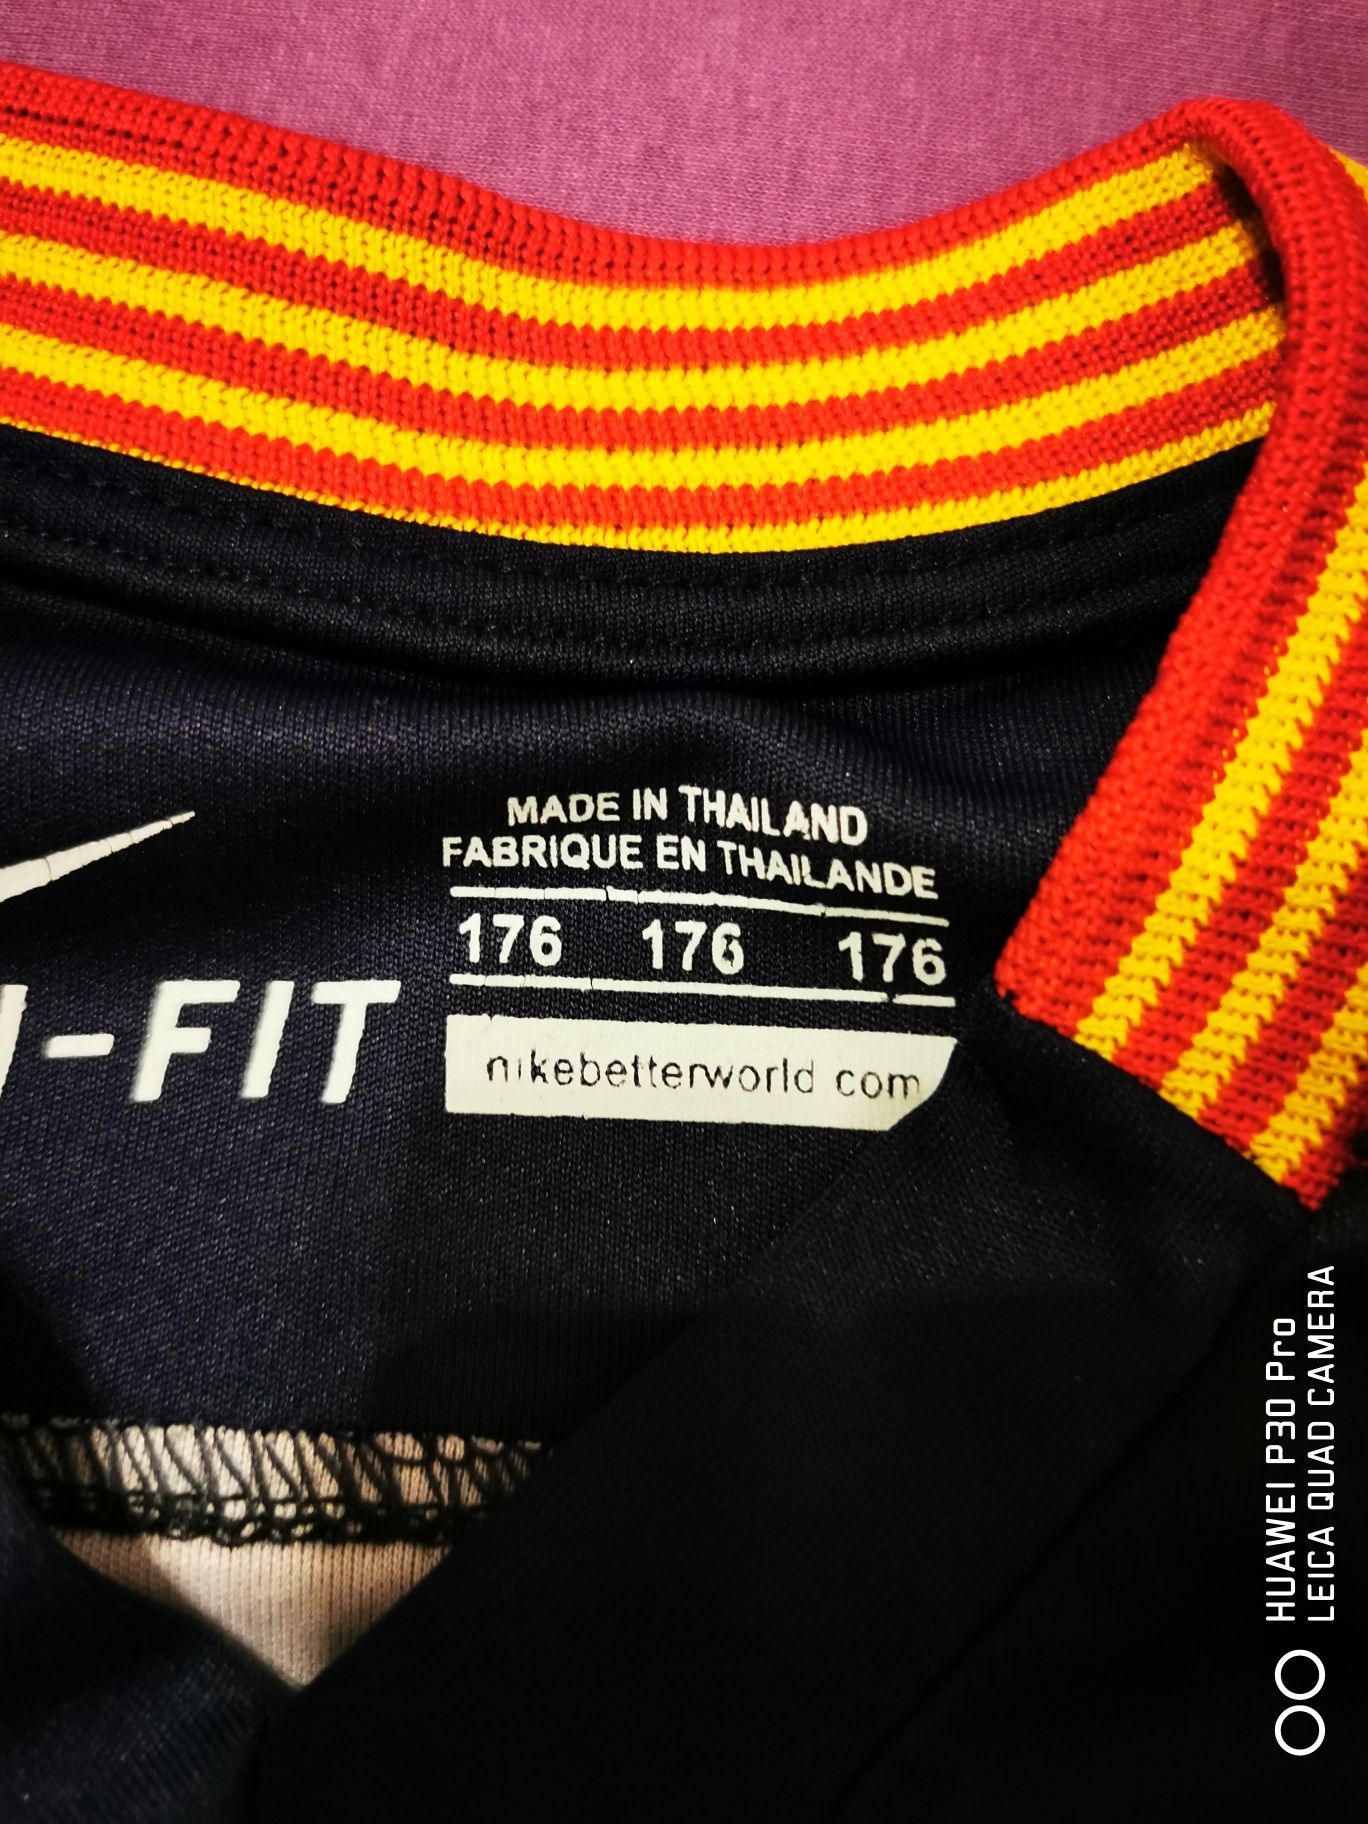 MADE IN THAILAND
FABRIQUE EN THAILANDE
176 176 176
-FIT
nikebetterworld com
HUAWEI P30 Pro
LEICA QUAD CAMERA